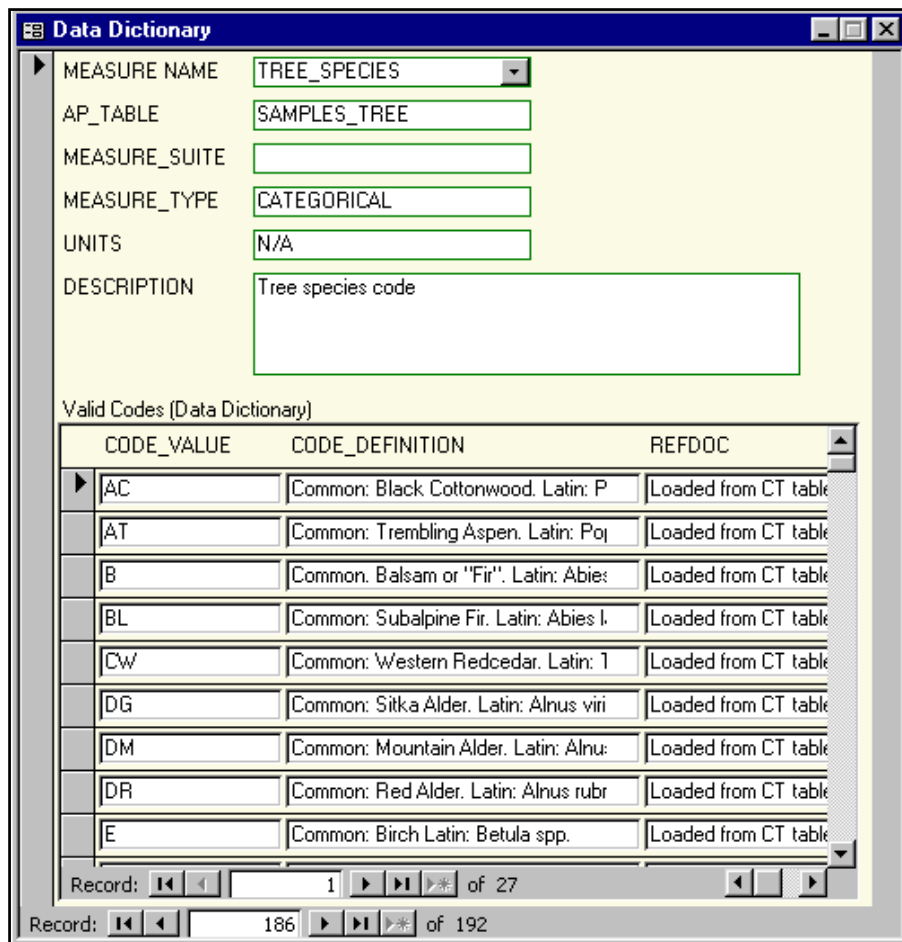 Data Dictionary
MEASURE NAME TREE_SPECIES
AP_TABLE SAMPLES_TREE
MEASURE_SUITE
MEASURE_TYPE CATEGORICAL
UNITS N/A
DESCRIPTION Tree species code
Valid Codes (Data Dictionary)
CODE_VALUE CODE_DEFINITION REFDOC
AC Common: Black Cottonwood. Latin: P Loaded from CT table
AT Common: Trembling Aspen. Latin: Pop Loaded from CT table
B Common. Balsam or "Fir". Latin: Abies Loaded from CT table
BL Common: Subalpine Fir. Latin: Abies Loaded from CT table
CW Common: Western Redcedar. Latin: T Loaded from CT table
DG Common: Sitka Alder. Latin: Alnus viri Loaded from CT table
DM Common: Mountain Alder. Latin: Alnus Loaded from CT table
DR Common: Red Alder. Latin: Alnus rubr Loaded from CT table
E Common: Birch Latin: Betula spp. Loaded from CT table
Record: 1 of 27
Record: 186 of 192